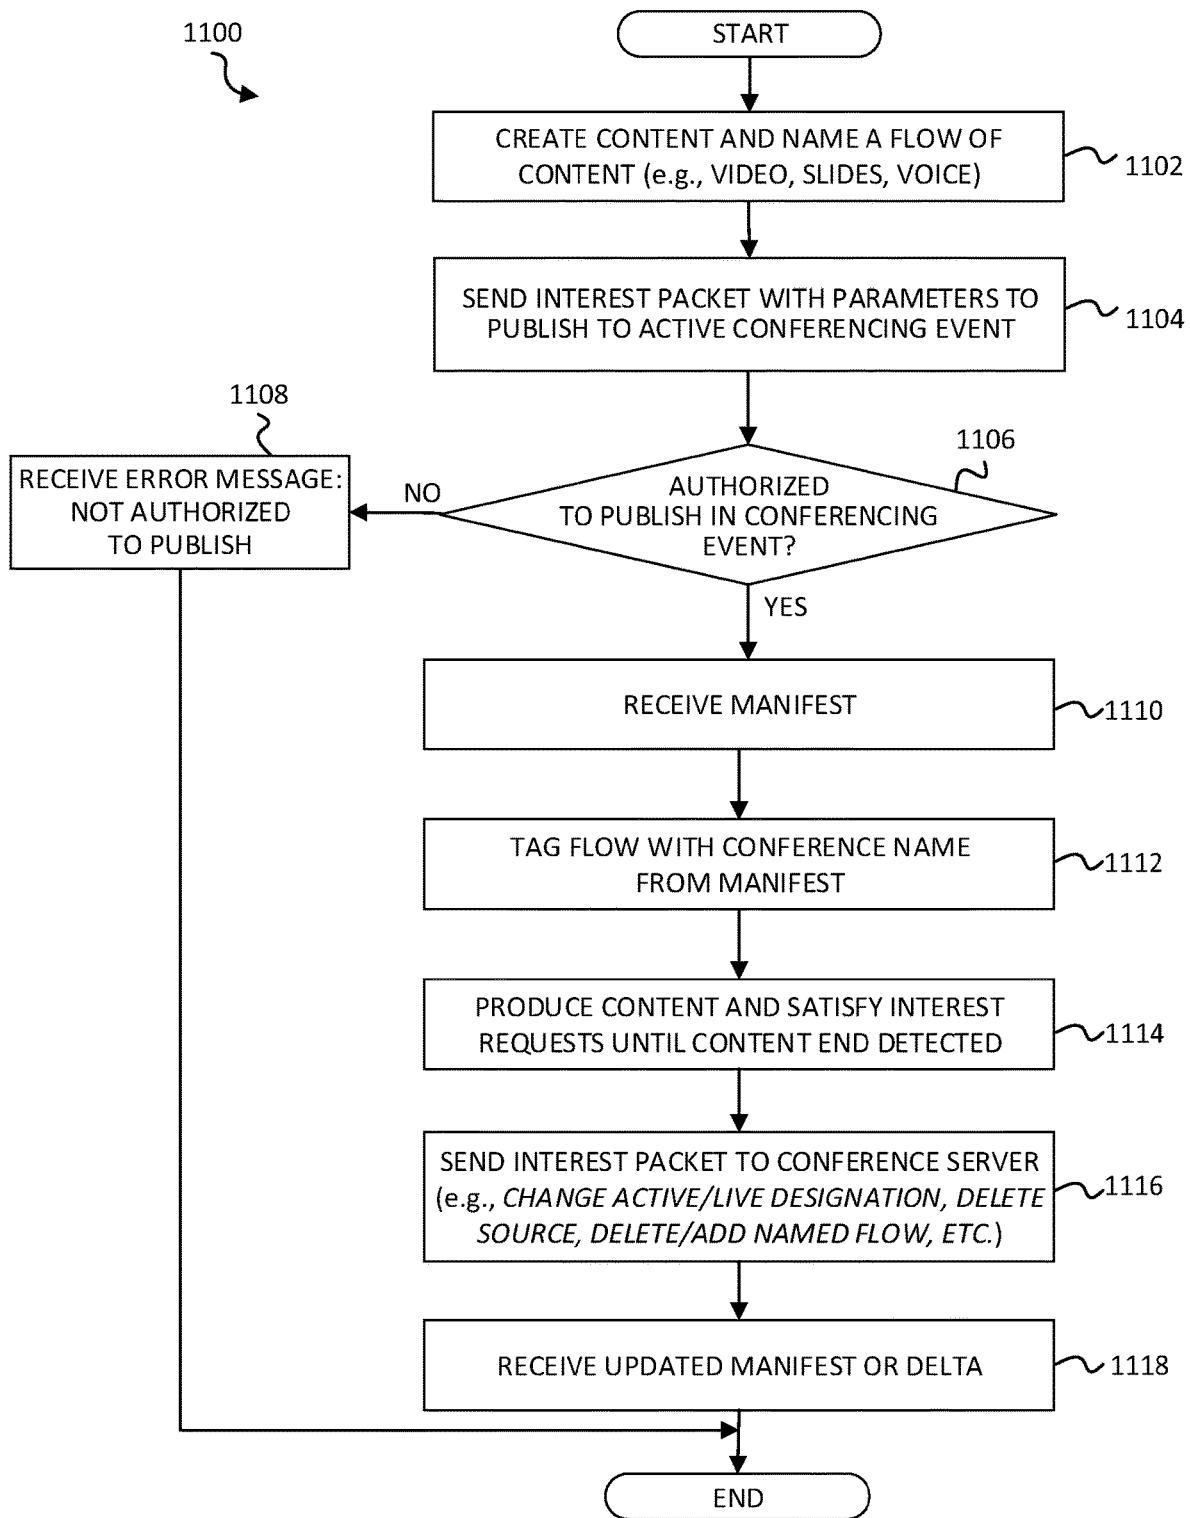 1100
START
CREATE CONTENT AND NAME A FLOW OF
CONTENT (e.g., VIDEO, SLIDES, VOICE)
1102
SEND INTEREST PACKET WITH PARAMETERS TO
PUBLISH TO ACTIVE CONFERENCING EVENT
1104
1106
AUTHORIZED
TO PUBLISH IN CONFERENCING
EVENT?
NO
1108
RECEIVE ERROR MESSAGE:
NOT AUTHORIZED
TO PUBLISH
YES
RECEIVE MANIFEST
1110
TAG FLOW WITH CONFERENCE NAME
FROM MANIFEST
1112
PRODUCE CONTENT AND SATISFY INTEREST
REQUESTS UNTIL CONTENT END DETECTED
1114
SEND INTEREST PACKET TO CONFERENCE SERVER
(e.g., CHANGE ACTIVE/LIVE DESIGNATION, DELETE
SOURCE, DELETE/ADD NAMED FLOW, ETC.)
1116
RECEIVE UPDATED MANIFEST OR DELTA
1118
END